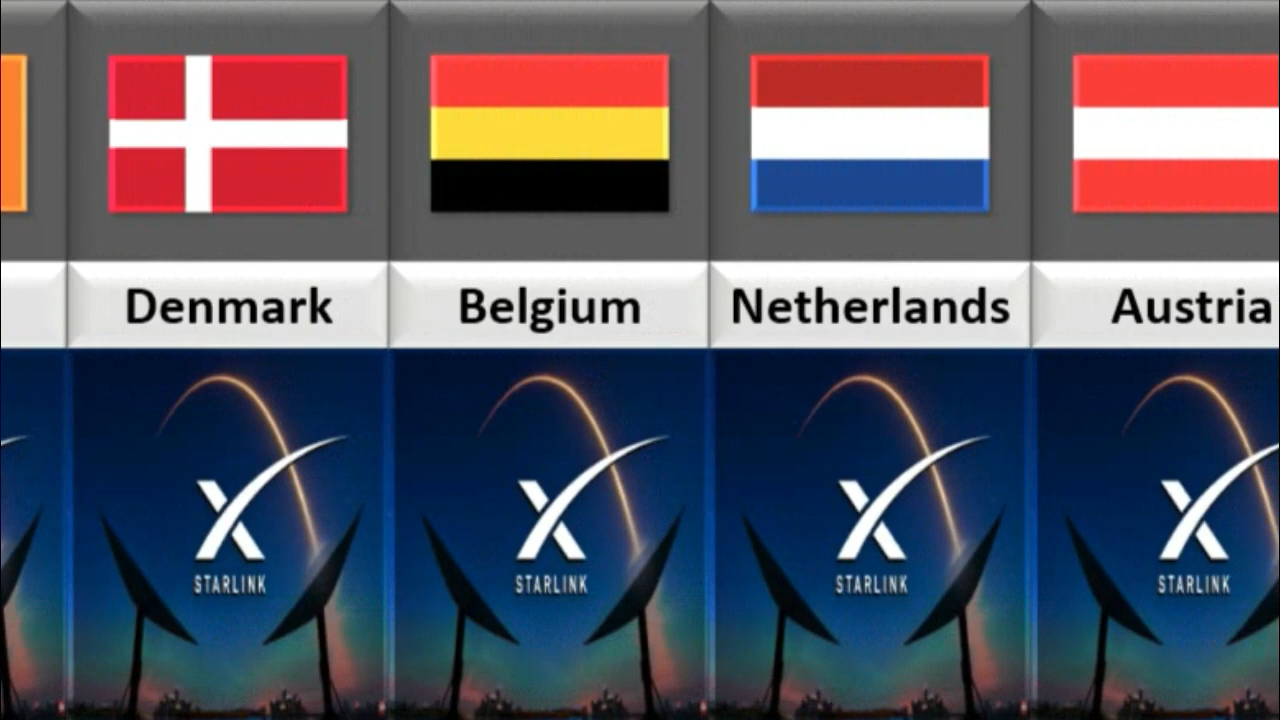 Denmark
Belgium
Netherlands
Austria
STARLINK
STARLINK
STARLINK
STARLINK